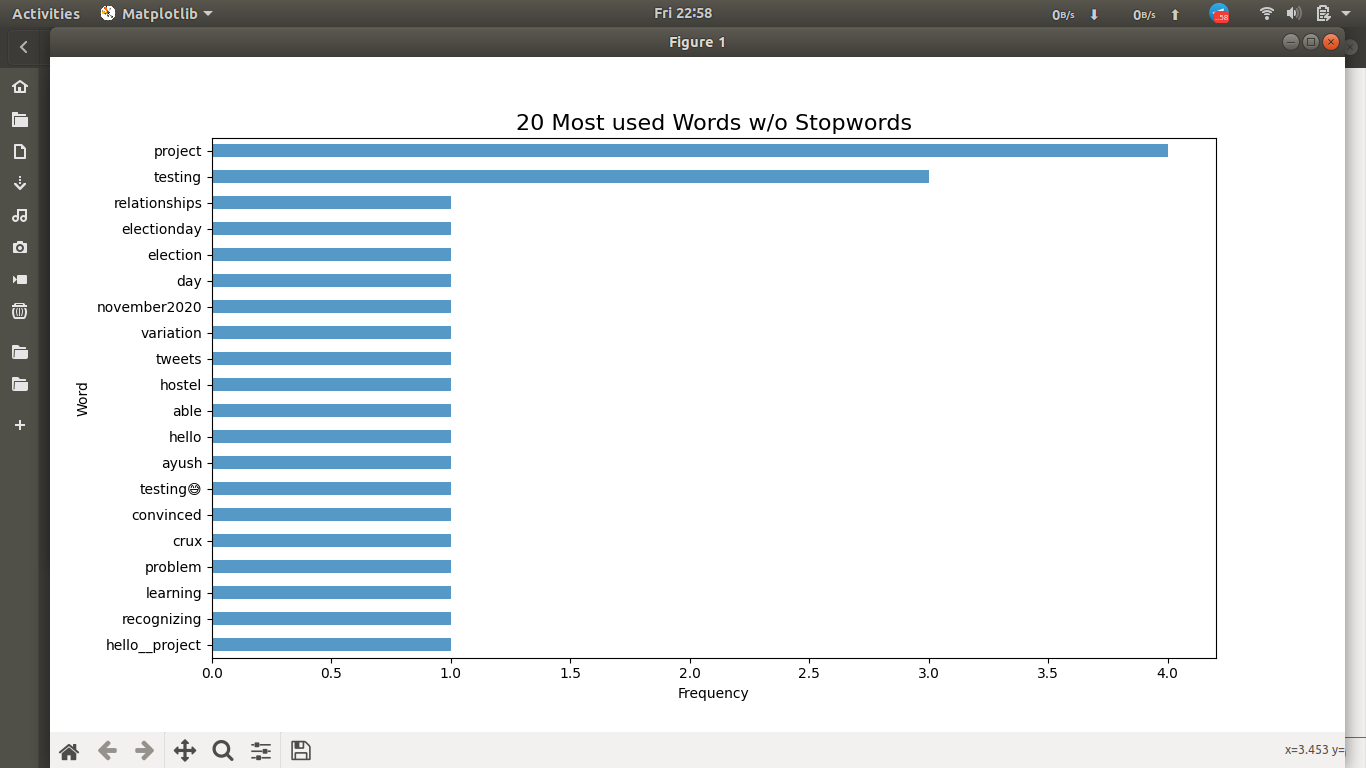 Activities Matplotlib Fri 22:58 0B/s 0B/s 58
Figure 1
20 Most used Words w/o Stopwords
project
testing
relationships
electionday
election
day
november2020
variation
tweets
hostel
able
hello
ayush
testing😅
convinced
crux
problem
learning
recognizing
hello__project
Word
0.0 0.5 1.0 1.5 2.0 2.5 3.0 3.5 4.0
Frequency
x=3.453 y=